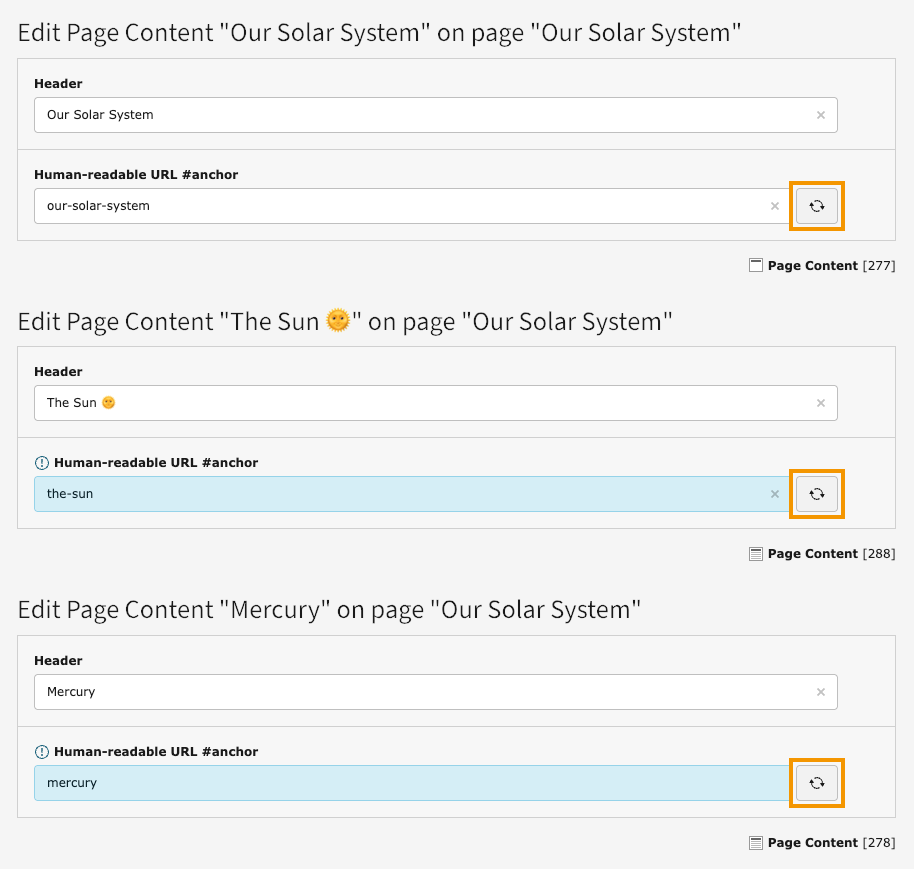 Edit Page Content "Our Solar System" on page "Our Solar System"
Header
Our Solar System
Human-readable URL #anchor
our-solar-system
Page Content [277]
Edit Page Content "The Sun 🌞" on page "Our Solar System"
Header
The Sun 🌞
Human-readable URL #anchor
the-sun
Page Content [288]
Edit Page Content "Mercury" on page "Our Solar System"
Header
Mercury
Human-readable URL #anchor
mercury
Page Content [278]